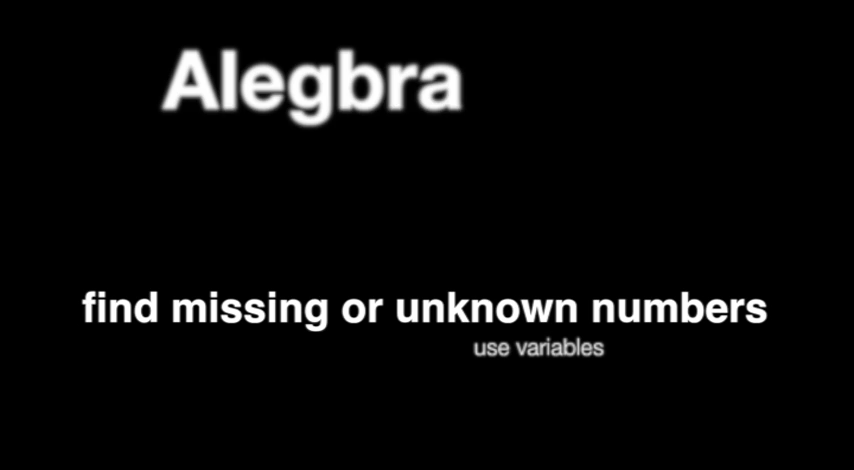 Alegbra
find missing or unknown numbers
use variables